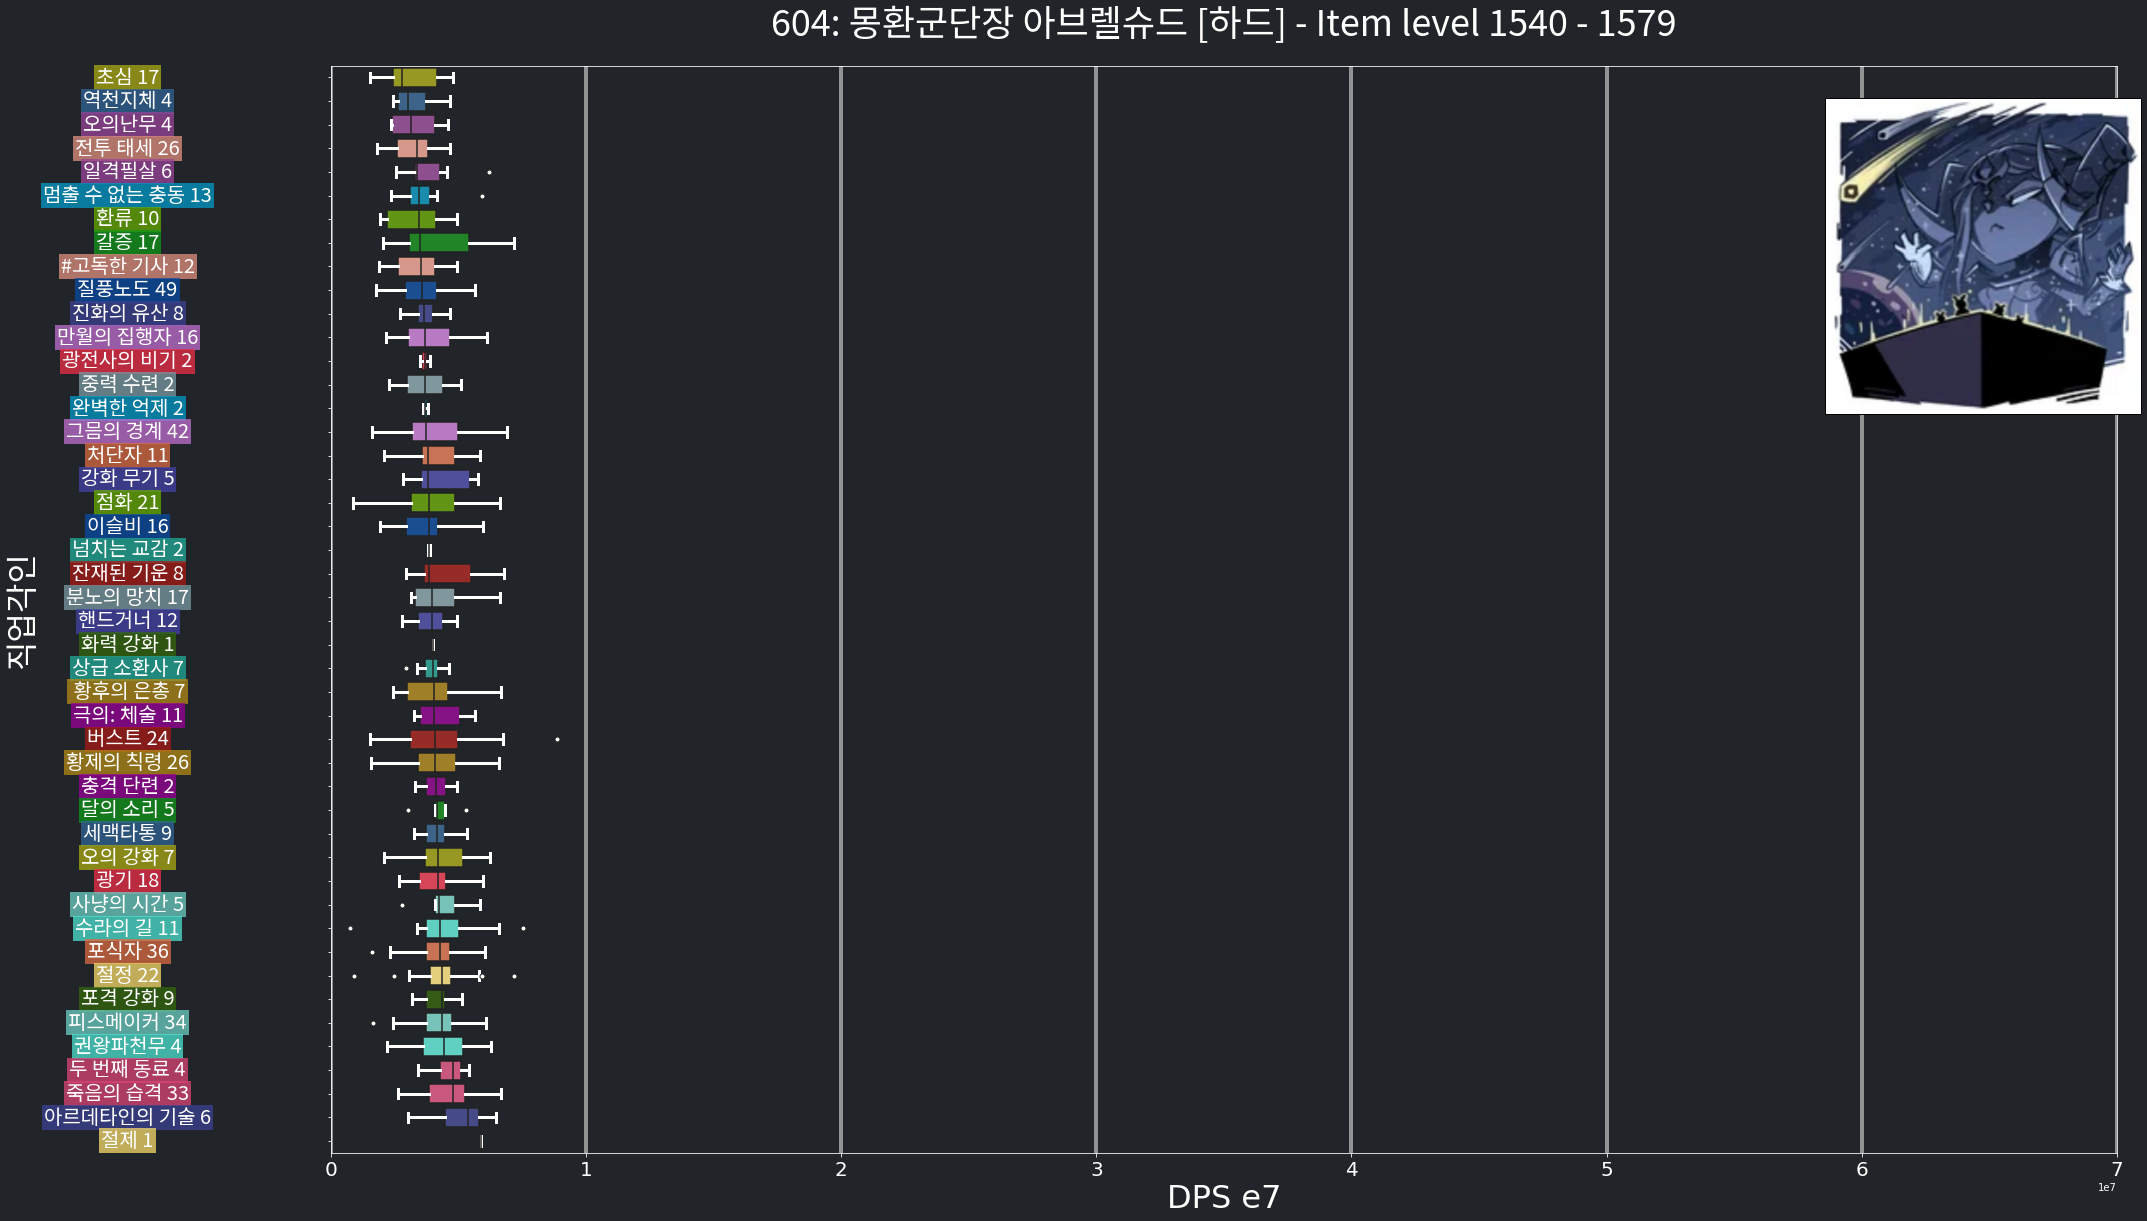 604: 몽환군단장 아브렐슈드 [하드] - Item level 1540 - 1579
초심 17
역천지체 4
오의난무 4
전투 태세 26
일격필살 6
멈출 수 없는 충동 13
환류 10
갈증 17
#고독한 기사 12
질풍노도 49
진화의 유산 8
만월의 집행자 16
광전사의 비기 2
중력 수련 2
완벽한 억제 2
그믐의 경계 42
처단자 11
강화 무기 5
점화 21
이슬비 16
넘치는 교감 2
잔재된 기운 8
분노의 망치 17
핸드거너 12
화력 강화 1
상급 소환사 7
황후의 은총 7
극의: 체술 11
버스트 24
황제의 칙령 26
충격 단련 2
달의 소리 5
세맥타통 9
오의 강화 7
광기 18
사냥의 시간 5
수라의 길 11
포식자 36
절정 22
포격 강화 9
피스메이커 34
권왕파천무 4
두 번째 동료 4
죽음의 습격 33
아르데타인의 기술 6
절제 1
직업각인
0 1 2 3 4 5 6 7
1e7
DPS e7